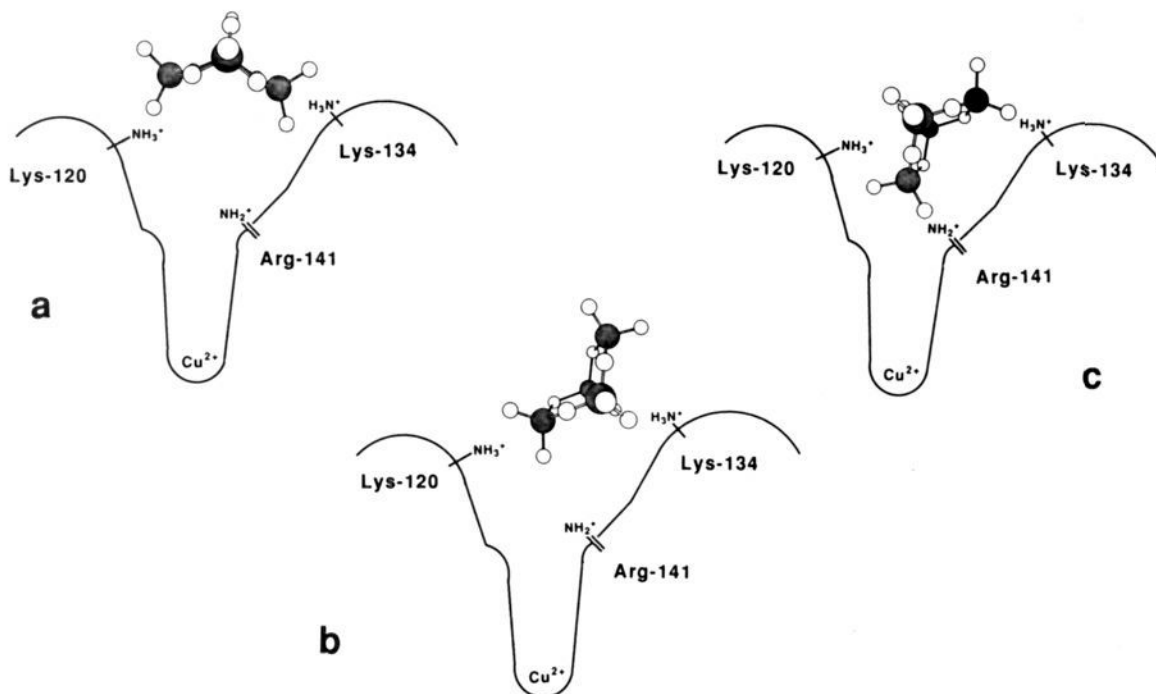 NH₃⁺
H₃N⁺
Lys-120
Lys-134
NH₂⁺
Arg-141
Cu²⁺
a
NH₃⁺
H₃N⁺
Lys-120
Lys-134
NH₂⁺
Arg-141
Cu²⁺
c
NH₃⁺
H₃N⁺
Lys-120
Lys-134
NH₂⁺
Arg-141
Cu²⁺
b